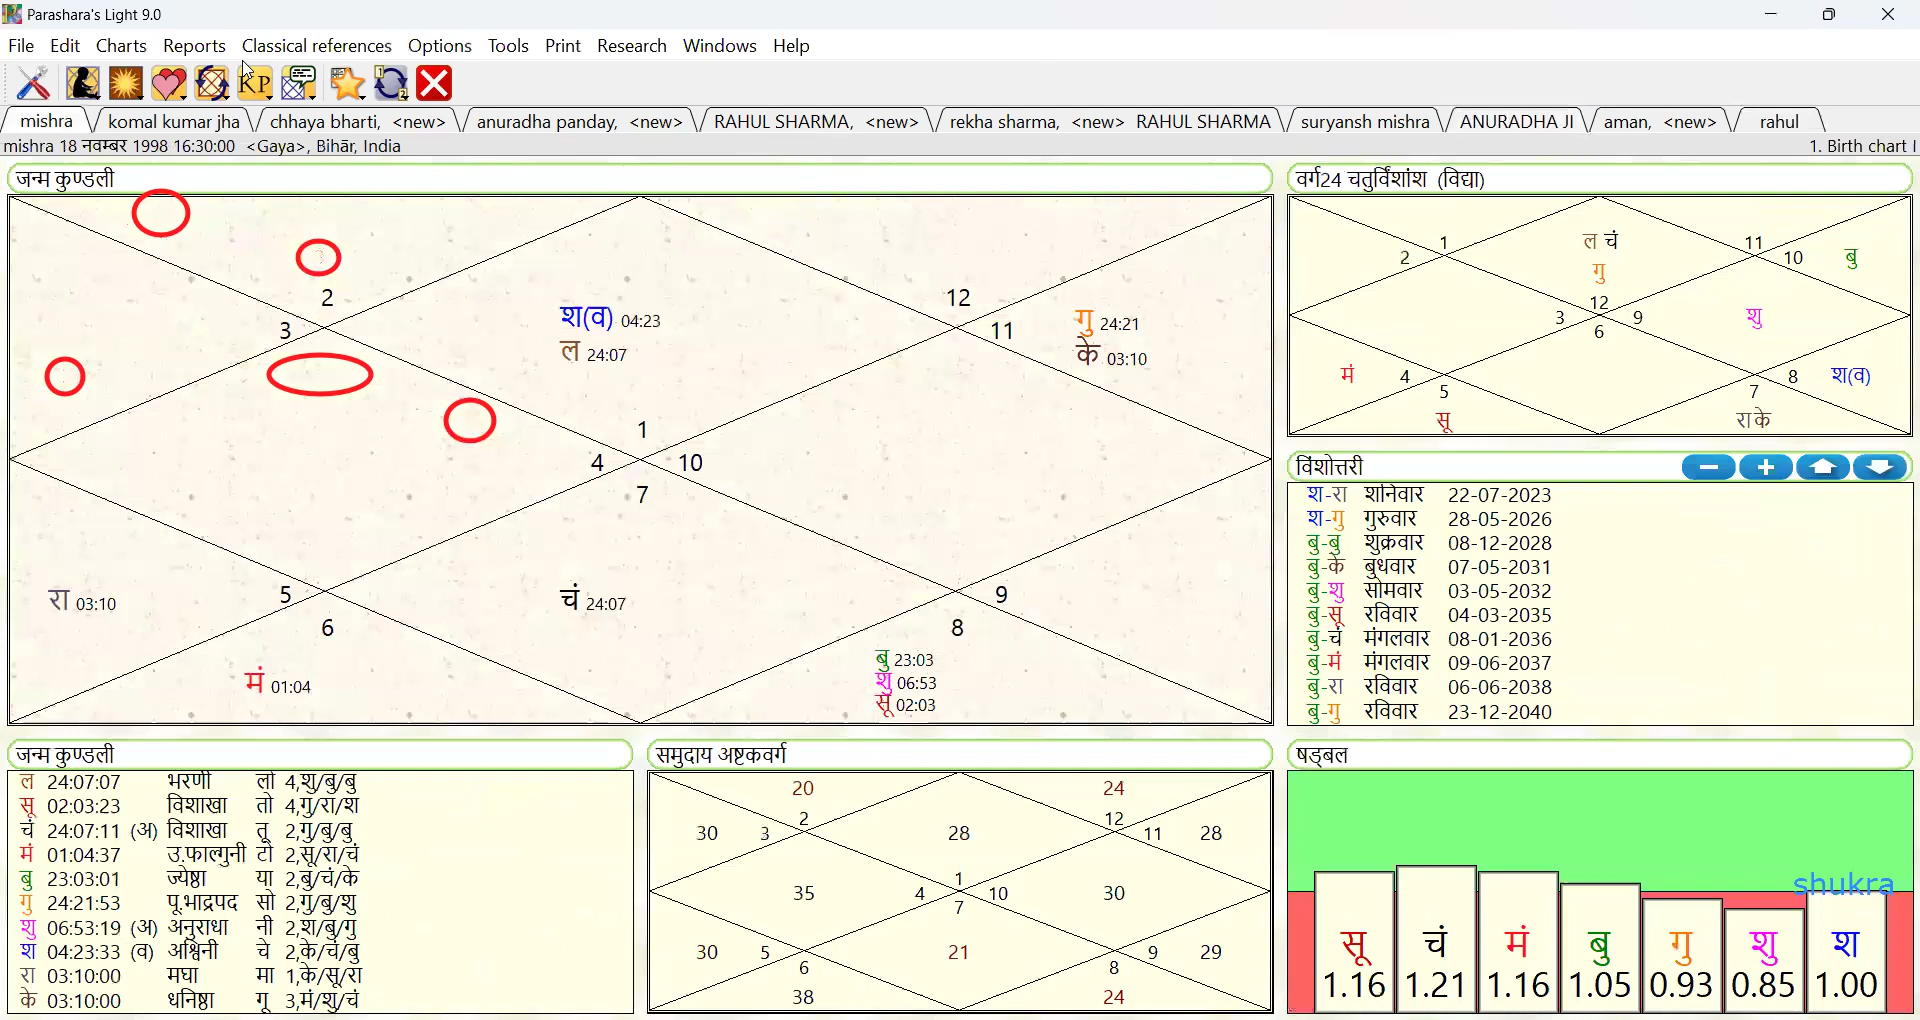 Parashara's Light 9.0
File Edit Charts Reports Classical references Options Tools Print Research Windows Help
KP 1 2
mishra komal kumar jha chhaya bharti, <new> anuradha panday, <new> RAHUL SHARMA, <new> rekha sharma, <new> RAHUL SHARMA suryansh mishra ANURADHA JI aman, <new> rahul
mishra 18 नवम्बर 1998 16:30:00 <Gaya>, Bihār, India 1. Birth chart I
जन्म कुण्डली
2
3
12
11
श(व) 04:23
ल 24:07
गु 24:21
के 03:10
1
4 10
7
रा 03:10
5
6
चं 24:07
9
8
मं 01:04
बु 23:03
शु 06:53
सू 02:03
वर्ग24 चतुर्विंशांश (विद्या)
1
2
ल चं
गु
11
10
बु
12
3 9
6
शु
मं 4
5
सू
8 श(व)
7
रा के
विंशोत्तरी
श-रा शनिवार 22-07-2023
श-गु गुरुवार 28-05-2026
बु-बु शुक्रवार 08-12-2028
बु-के बुधवार 07-05-2031
बु-शु सोमवार 03-05-2032
बु-सू रविवार 04-03-2035
बु-चं मंगलवार 08-01-2036
बु-मं मंगलवार 09-06-2037
बु-रा रविवार 06-06-2038
बु-गु रविवार 23-12-2040
जन्म कुण्डली
ल 24:07:07 भरणी लो 4,शु/बु/बु
सू 02:03:23 विशाखा तो 4,गु/रा/श
चं 24:07:11 (अ) विशाखा तू 2,गु/बु/बु
मं 01:04:37 उ.फाल्गुनी टो 2,सू/रा/चं
बु 23:03:01 ज्येष्ठा या 2,बु/चं/के
गु 24:21:53 पू.भाद्रपद सो 2,गु/बु/शु
शु 06:53:19 (अ) अनुराधा नी 2,श/बु/गु
श 04:23:33 (व) अश्विनी चे 2,के/चं/बु
रा 03:10:00 मघा मा 1,के/सू/रा
के 03:10:00 धनिष्ठा गू 3,मं/शु/चं
समुदाय अष्टकवर्ग
20 24
2 12
30 3 28 11 28
1
35 4 10 30
7
30 5 21 9 29
6 8
38 24
षड्बल
shukra
सू चं मं बु गु शु श
1.16 1.21 1.16 1.05 0.93 0.85 1.00